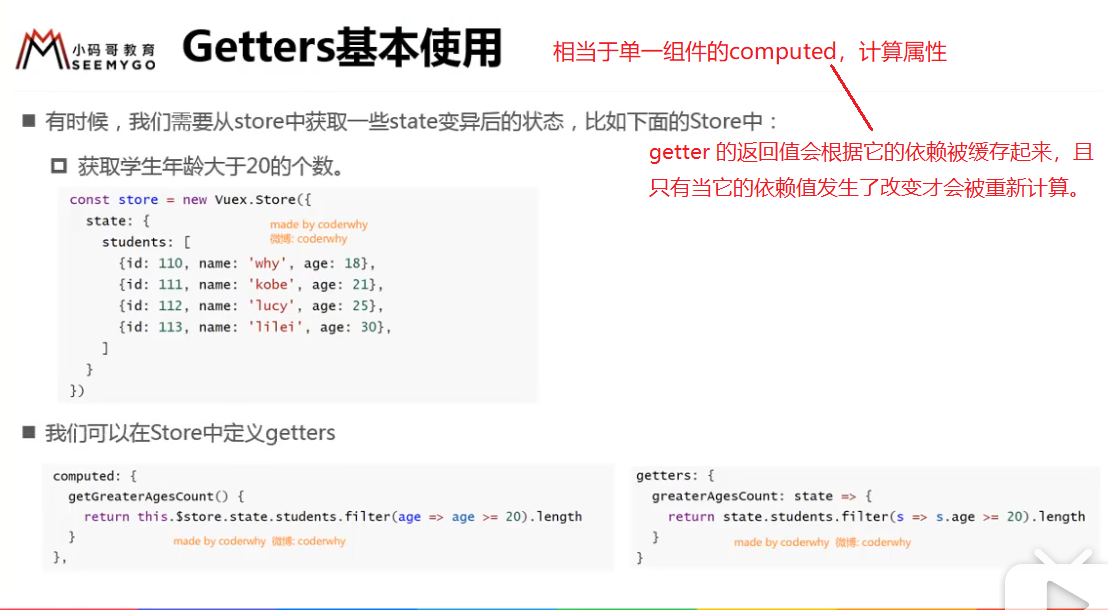 小码哥教育
SEEMYGO
Getters基本使用
相当于单一组件的computed，计算属性
有时候，我们需要从store中获取一些state变异后的状态，比如下面的Store中：
getter 的返回值会根据它的依赖被缓存起来，且
只有当它的依赖值发生了改变才会被重新计算。
获取学生年龄大于20的个数。
const store = new Vuex.Store({
state: {
made by coderwhy
微博: coderwhy
students: [
{id: 110, name: 'why', age: 18},
{id: 111, name: 'kobe', age: 21},
{id: 112, name: 'lucy', age: 25},
{id: 113, name: 'lilei', age: 30},
]
}
})
我们可以在Store中定义getters
computed: {
getGreaterAgesCount() {
return this.$store.state.students.filter(age => age >= 20).length
}
made by coderwhy 微博: coderwhy
},
getters: {
greaterAgesCount: state => {
return state.students.filter(s => s.age >= 20).length
}
made by coderwhy 微博: coderwhy
}